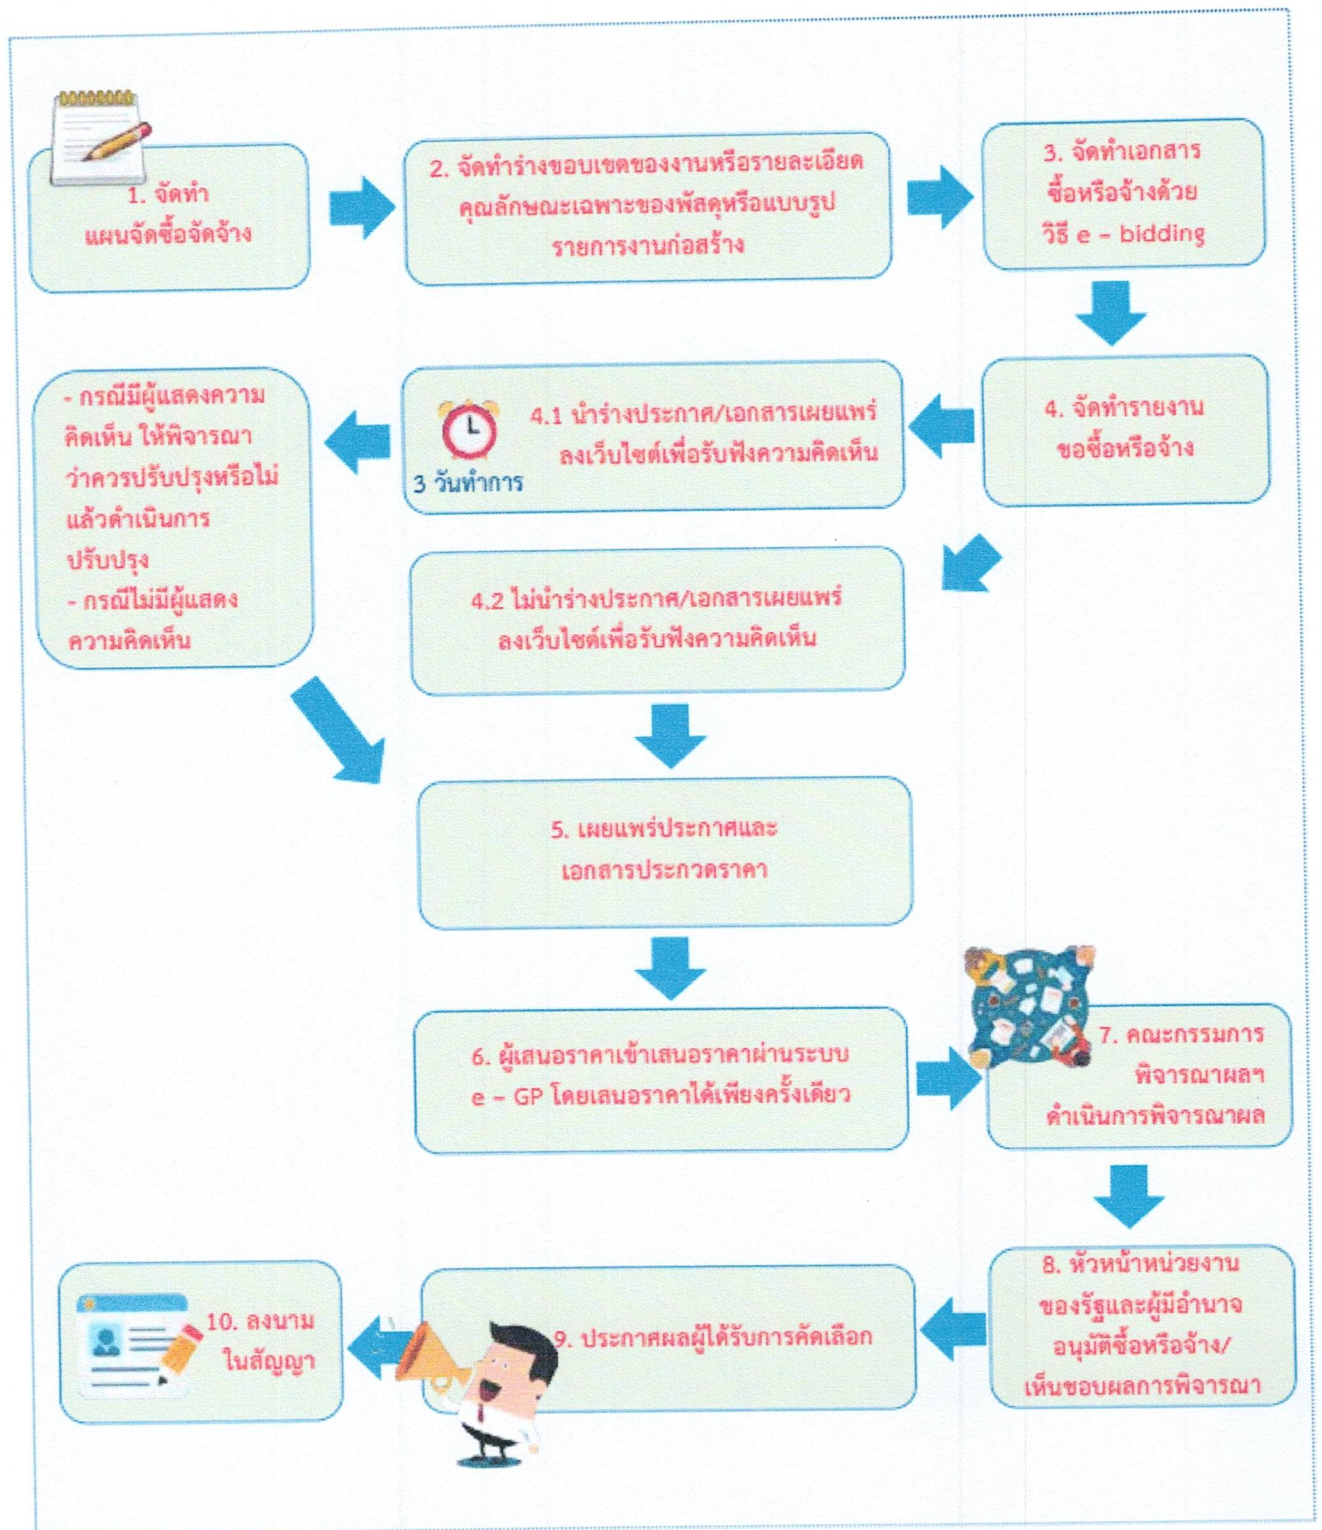 1. จัดทำ
แผนจัดซื้อจัดจ้าง
2. จัดทำร่างขอบเขตของงานหรือรายละเอียด
คุณลักษณะเฉพาะของพัสดุหรือแบบรูป
รายการงานก่อสร้าง
3. จัดทำเอกสาร
ซื้อหรือจ้างด้วย
วิธี e – bidding
4. จัดทำรายงาน
ขอซื้อหรือจ้าง
4.1 นำร่างประกาศ/เอกสารเผยแพร่
ลงเว็บไซต์เพื่อรับฟังความคิดเห็น
3 วันทำการ
- กรณีมีผู้แสดงความ
คิดเห็น ให้พิจารณา
ว่าควรปรับปรุงหรือไม่
แล้วดำเนินการ
ปรับปรุง
- กรณีไม่มีผู้แสดง
ความคิดเห็น
4.2 ไม่นำร่างประกาศ/เอกสารเผยแพร่
ลงเว็บไซต์เพื่อรับฟังความคิดเห็น
5. เผยแพร่ประกาศและ
เอกสารประกวดราคา
6. ผู้เสนอราคาเข้าเสนอราคาผ่านระบบ
e – GP โดยเสนอราคาได้เพียงครั้งเดียว
7. คณะกรรมการ
พิจารณาผลฯ
ดำเนินการพิจารณาผล
8. หัวหน้าหน่วยงาน
ของรัฐและผู้มีอำนาจ
อนุมัติซื้อหรือจ้าง/
เห็นชอบผลการพิจารณา
9. ประกาศผลผู้ได้รับการคัดเลือก
10. ลงนาม
ในสัญญา